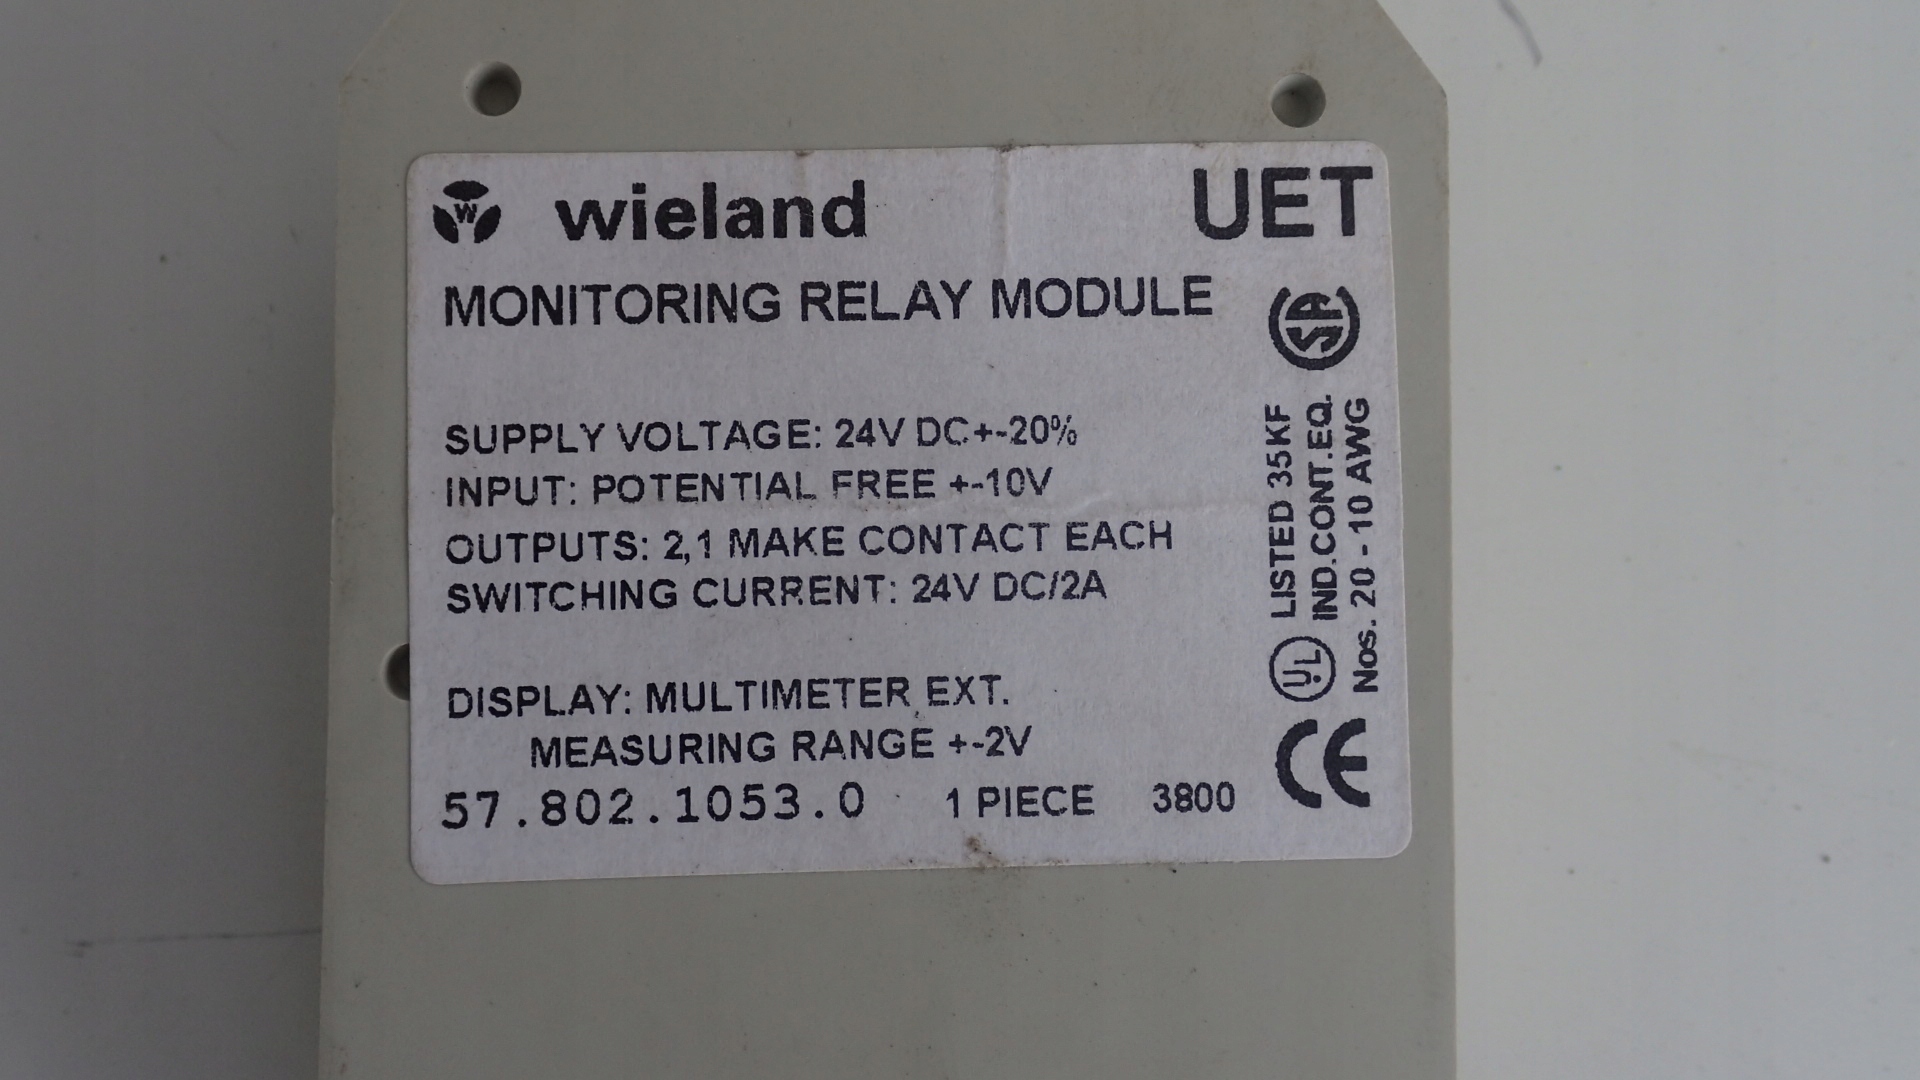 W wieland UET
MONITORING RELAY MODULE
SA
SUPPLY VOLTAGE: 24V DC+-20%
INPUT: POTENTIAL FREE +-10V
OUTPUTS: 2,1 MAKE CONTACT EACH
SWITCHING CURRENT: 24V DC/2A
DISPLAY: MULTIMETER EXT.
MEASURING RANGE +-2V
57.802.1053.0 1 PIECE 3800
UL LISTED 35KF
IND.CONT.EQ.
Nos. 20 - 10 AWG
CE